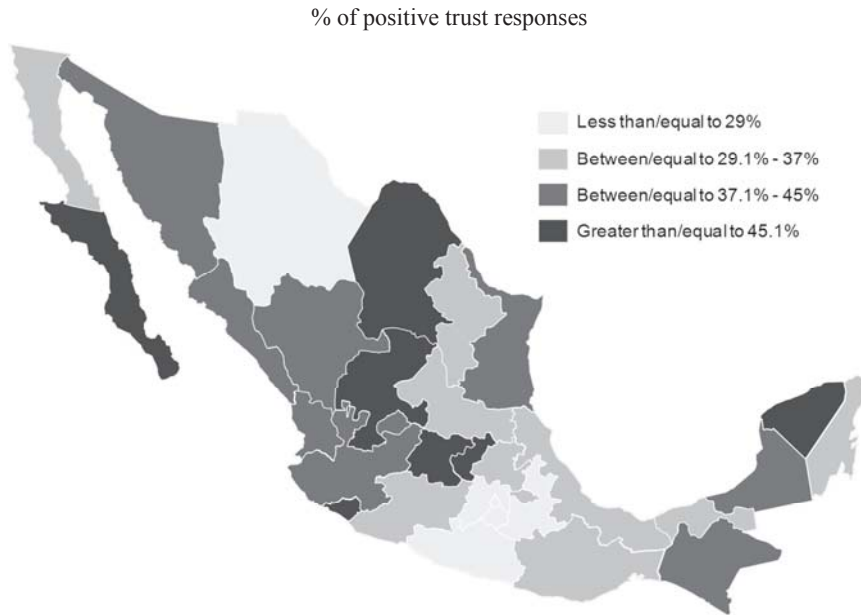 % of positive trust responses
Less than/equal to 29%
Between/equal to 29.1% - 37%
Between/equal to 37.1% - 45%
Greater than/equal to 45.1%